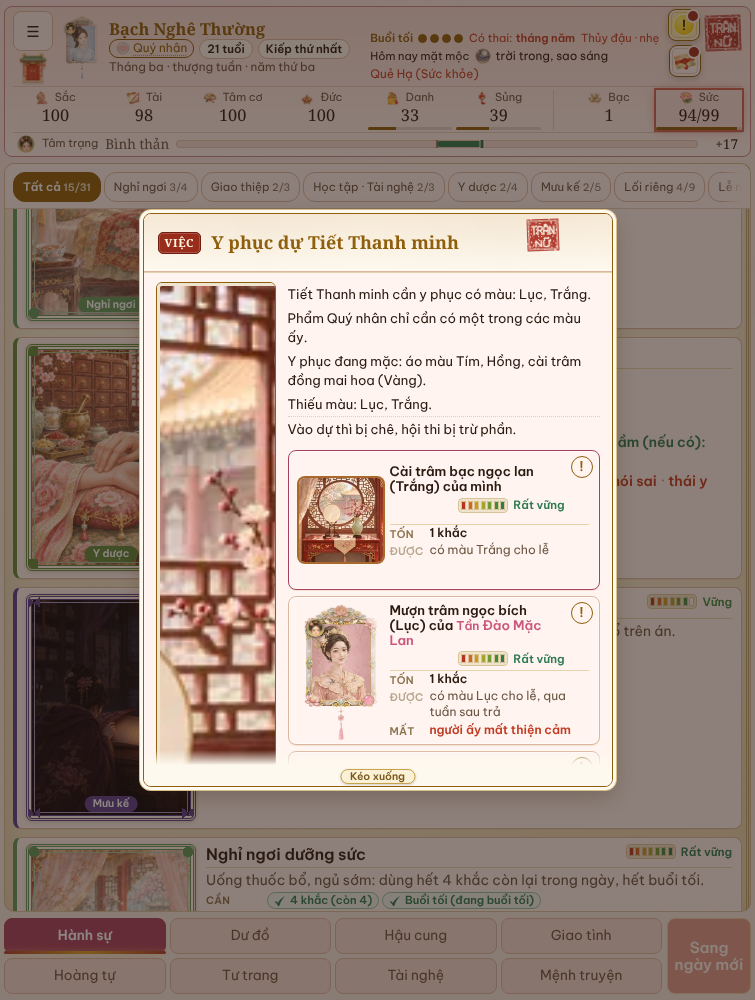 Bạch Nghê Thường
Quý nhân 21 tuổi Kiếp thứ nhất
Tháng ba · thượng tuần · năm thứ ba
Buổi tối Có thai: tháng năm Thủy đậu · nhẹ
Hôm nay mặt mộc trời trong, sao sáng
Quẻ Hạ (Sức khỏe)
!
TRÂN NỮ
Sắc Tài Tâm cơ Đức Danh Sủng Bạc Sức
100 98 100 100 33 39 1 94/99
Tâm trạng Bình thản +17
Tất cả 15/31 Nghỉ ngơi 3/4 Giao thiệp 2/3 Học tập · Tài nghệ 2/3 Y dược 2/4 Mưu kế 2/5 Lối riêng 4/9 Lễ
VIỆC Y phục dự Tiết Thanh minh
TRÂN NỮ
Tiết Thanh minh cần y phục có màu: Lục, Trắng.
Phẩm Quý nhân chỉ cần có một trong các màu
ấy.
Y phục đang mặc: áo màu Tím, Hồng, cài trâm
đồng mai hoa (Vàng).
Thiếu màu: Lục, Trắng.
Vào dự thì bị chê, hội thi bị trừ phần.
Cài trâm bạc ngọc lan
(Trắng) của mình
!
Rất vững
TỐN 1 khắc
ĐƯỢC có màu Trắng cho lễ
Mượn trâm ngọc bích
(Lục) của Tần Đào Mặc
Lan
!
Rất vững
TỐN 1 khắc
ĐƯỢC có màu Lục cho lễ, qua
tuần sau trả
MẤT người ấy mất thiện cảm
Kéo xuống
Nghỉ ngơi
Y dược
(nếu có):
nói sai · thái y
Vững
trên án.
Mưu kế
Nghỉ ngơi dưỡng sức Rất vững
Uống thuốc bổ, ngủ sớm: dùng hết 4 khắc còn lại trong ngày, hết buổi tối.
CẦN 4 khắc (còn 4) Buổi tối (đang buổi tối)
Hành sự Dư đồ Hậu cung Giao tình
Hoàng tự Tư trang Tài nghệ Mệnh truyện
Sang
ngày mới